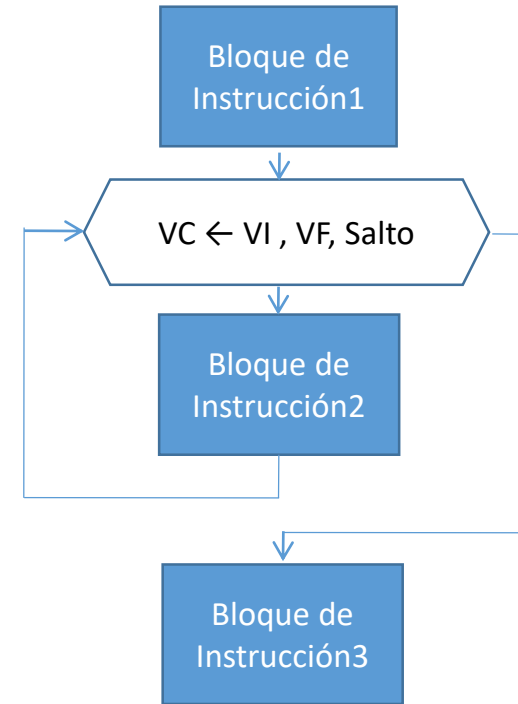 Bloque de
Instrucción1
VC ← VI , VF, Salto
Bloque de
Instrucción2
Bloque de
Instrucción3